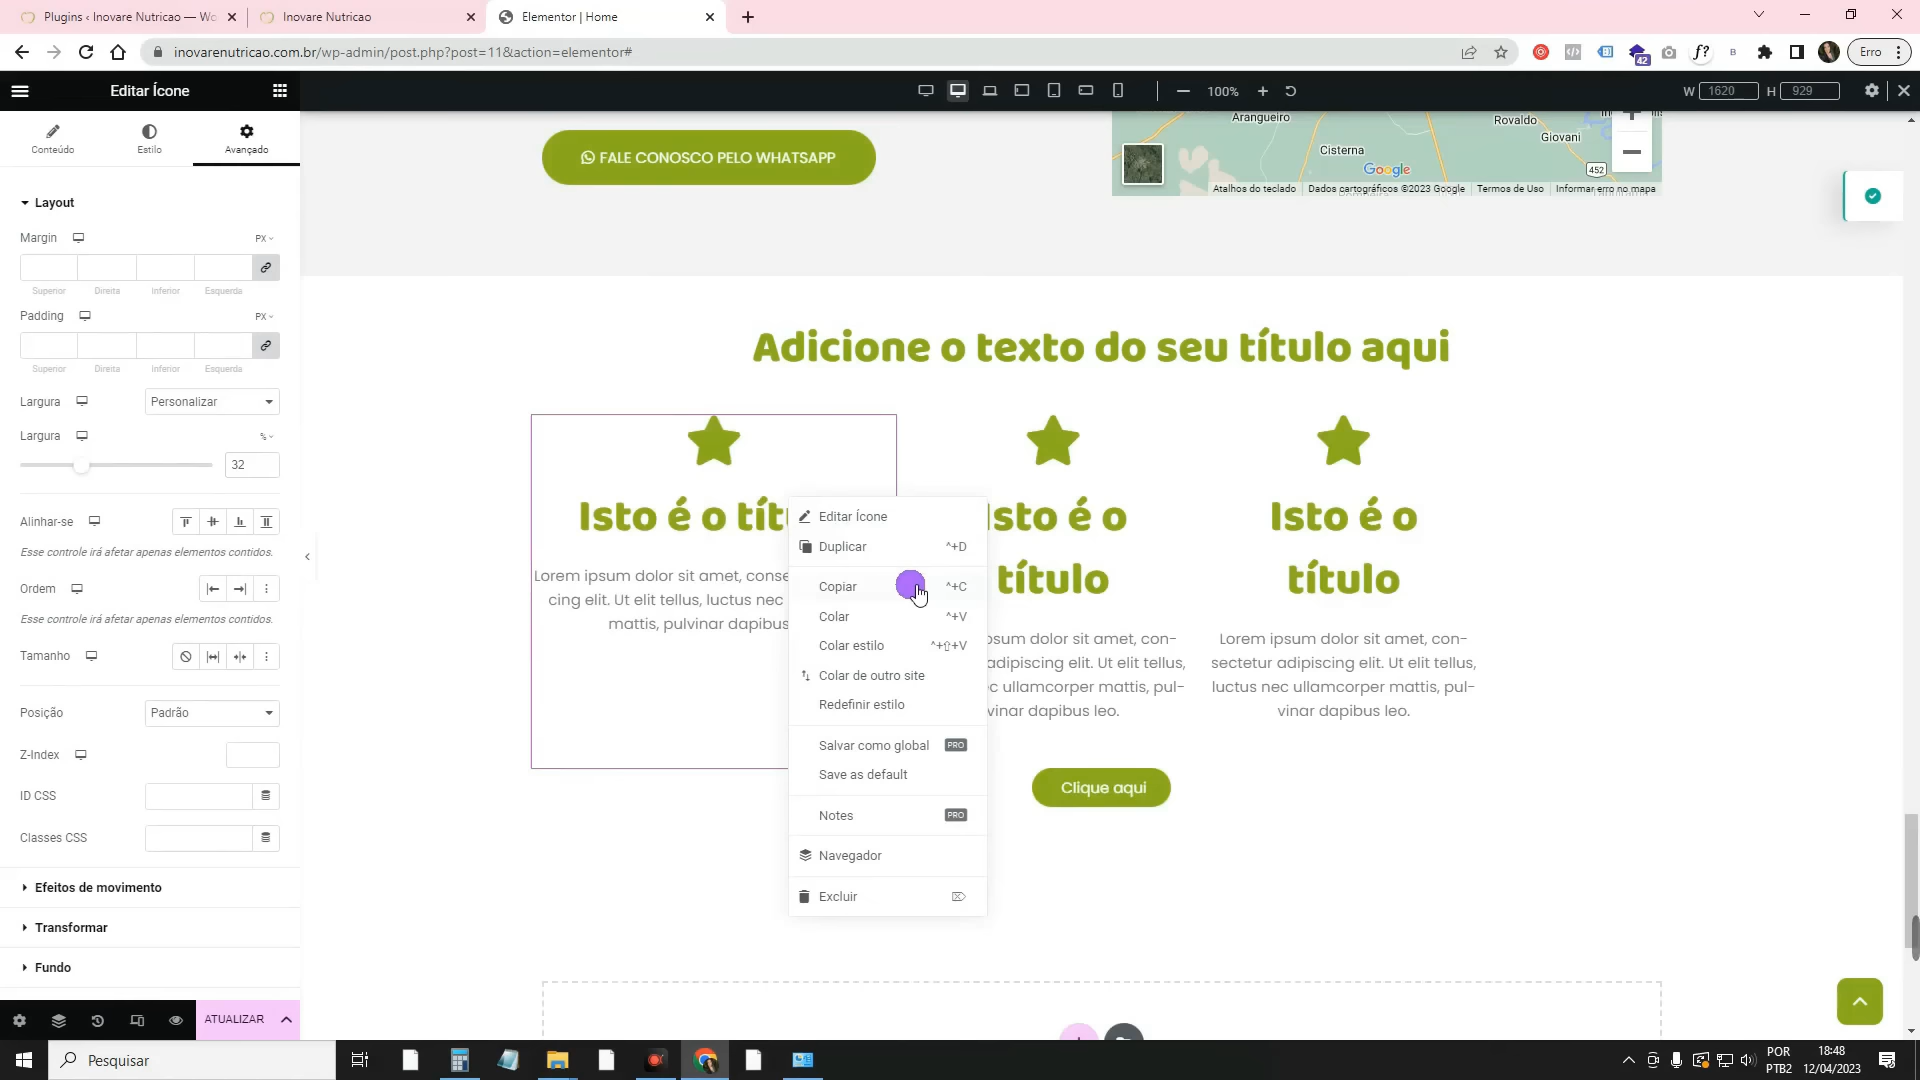 Plugins ‹ Inovare Nutricao — Wo
Inovare Nutricao
Elementor | Home
inovarenutricao.com.br/wp-admin/post.php?post=11&action=elementor#
42
f?
B
Erro
Editar Ícone
100%
W 1620
H 929
Conteúdo
Estilo
Avançado
Layout
Margin
PX
Superior Direita Inferior Esquerda
Padding
PX
Superior Direita Inferior Esquerda
Largura
Personalizar
Largura
%
32
Alinhar-se
Esse controle irá afetar apenas elementos contidos.
Ordem
Esse controle irá afetar apenas elementos contidos.
Tamanho
Posição
Padrão
Z-Index
ID CSS
Classes CSS
Efeitos de movimento
Transformar
Fundo
ATUALIZAR
FALE CONOSCO PELO WHATSAPP
Arangueiro
Rovaldo
Giovani
Cisterna
Google
452
Atalhos do teclado
Dados cartográficos ©2023 Google
Termos de Uso
Informar erro no mapa
Adicione o texto do seu título aqui
Isto é o tít
Lorem ipsum dolor sit amet, conse
cing elit. Ut elit tellus, luctus nec
mattis, pulvinar dapibus
Isto é o
título
psum dolor sit amet, con-
adipiscing elit. Ut elit tellus,
c ullamcorper mattis, pul-
vinar dapibus leo.
Isto é o
título
Lorem ipsum dolor sit amet, con-
sectetur adipiscing elit. Ut elit tellus,
luctus nec ullamcorper mattis, pul-
vinar dapibus leo.
Clique aqui
Editar Ícone
Duplicar ^+D
Copiar ^+C
Colar ^+V
Colar estilo ^+⇧+V
Colar de outro site
Redefinir estilo
Salvar como global PRO
Save as default
Notes PRO
Navegador
Excluir
Pesquisar
POR
PTB2
18:48
12/04/2023